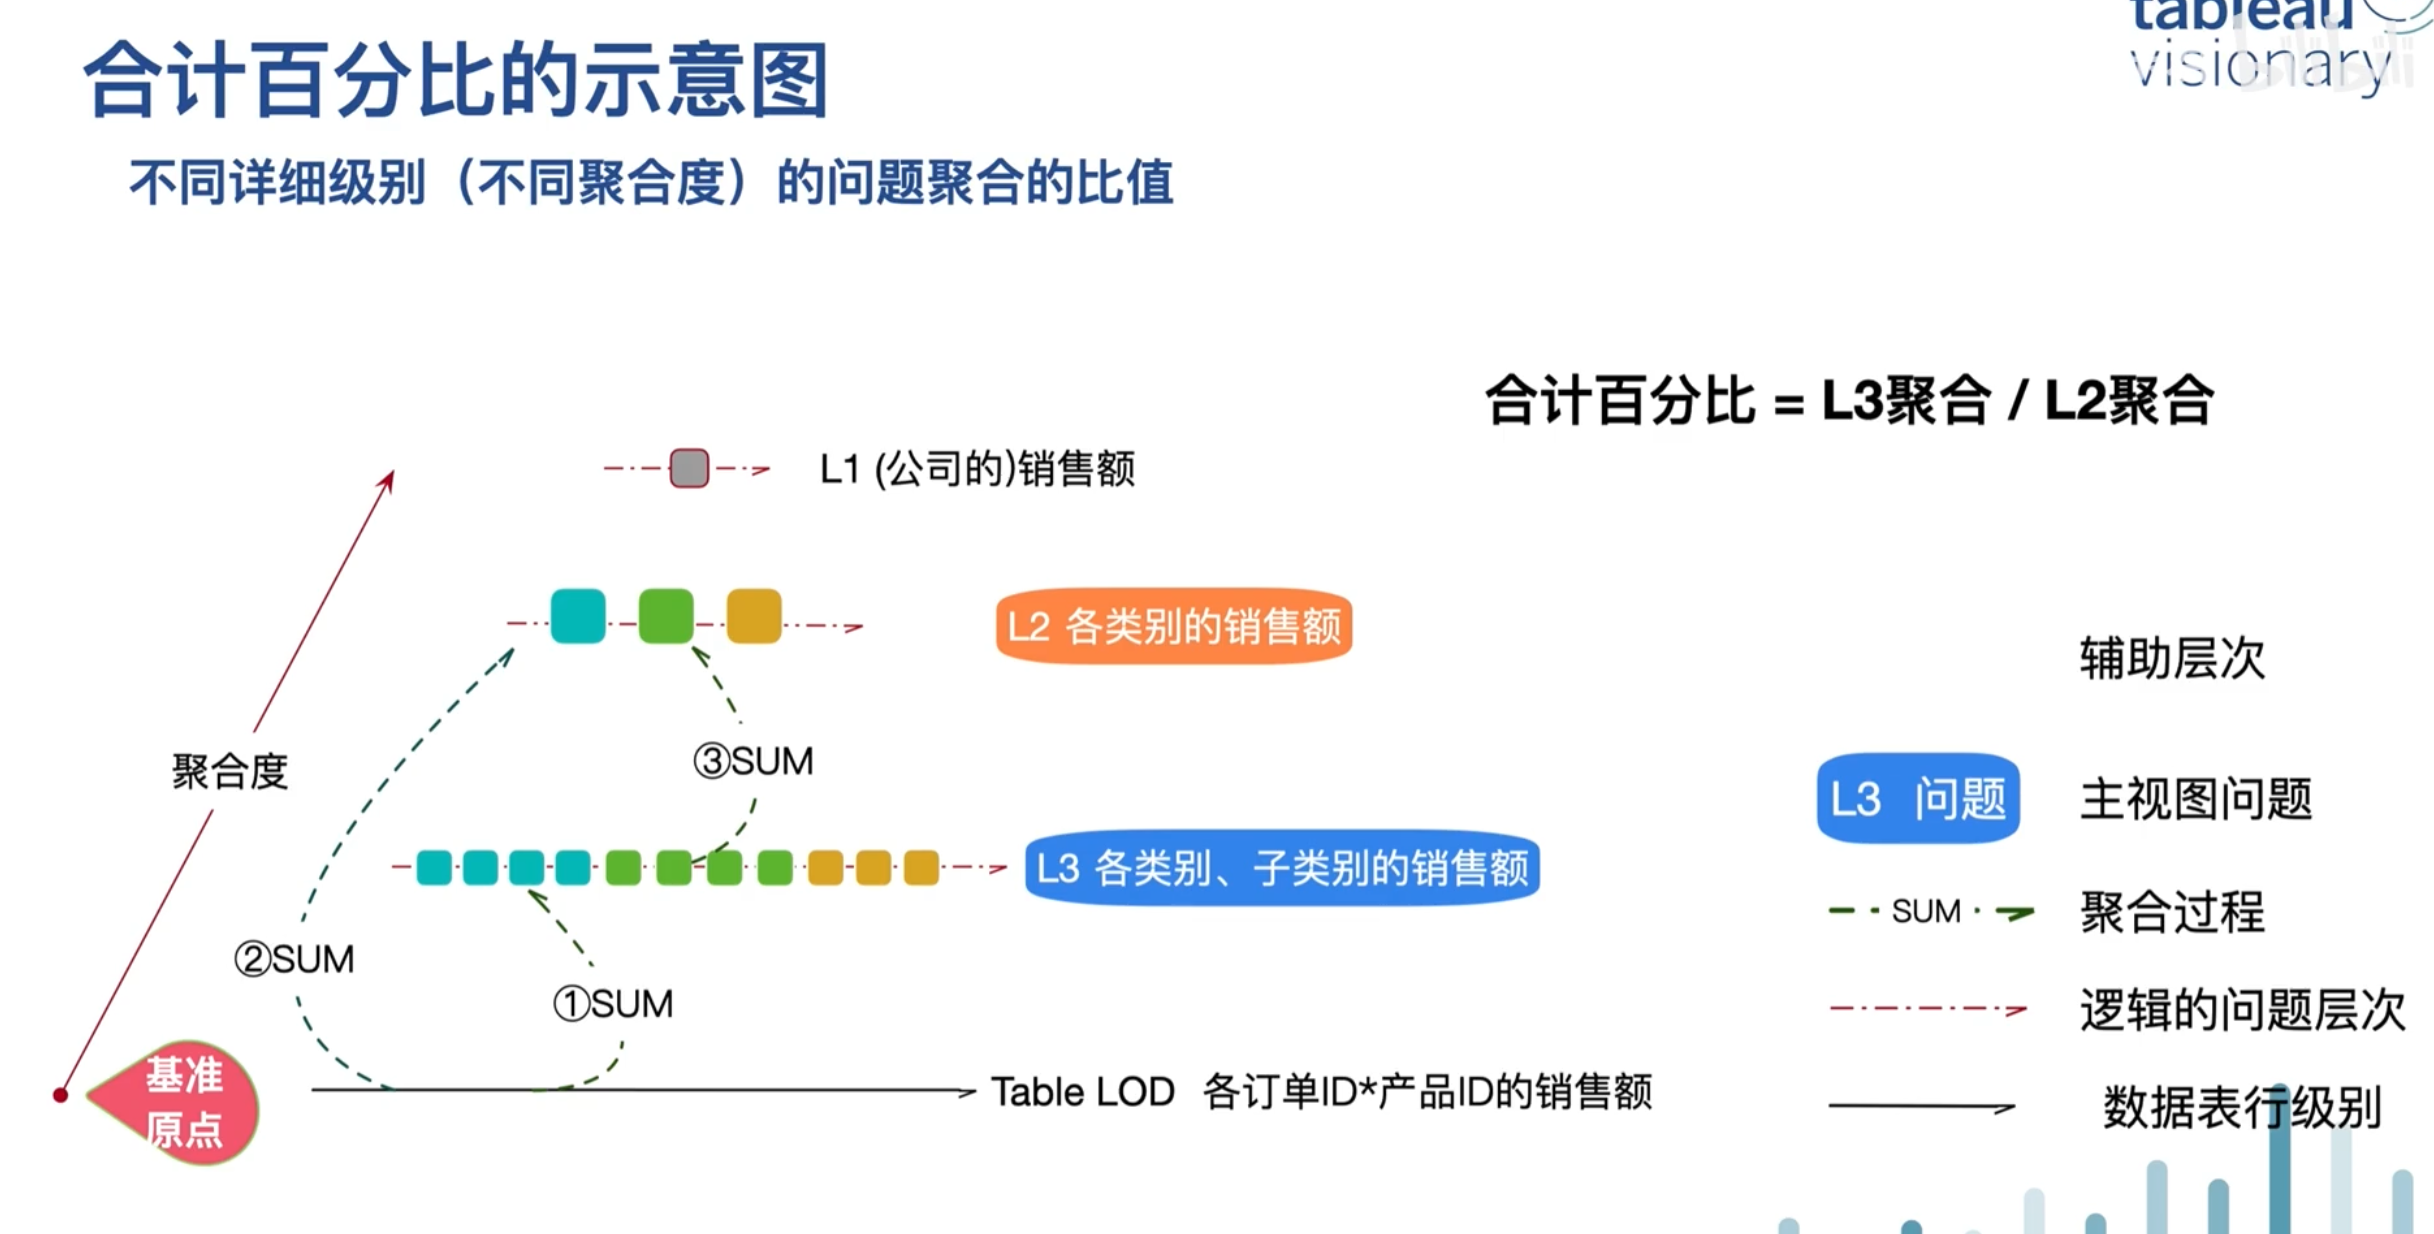 tableau
visionary
bilibili
合计百分比的示意图
不同详细级别（不同聚合度）的问题聚合的比值
合计百分比 = L3聚合 / L2聚合
L1 (公司的)销售额
L2 各类别的销售额
辅助层次
聚合度
③SUM
L3 问题
主视图问题
L3 各类别、子类别的销售额
SUM
聚合过程
②SUM
①SUM
逻辑的问题层次
基准
原点
Table LOD 各订单ID*产品ID的销售额
数据表行级别